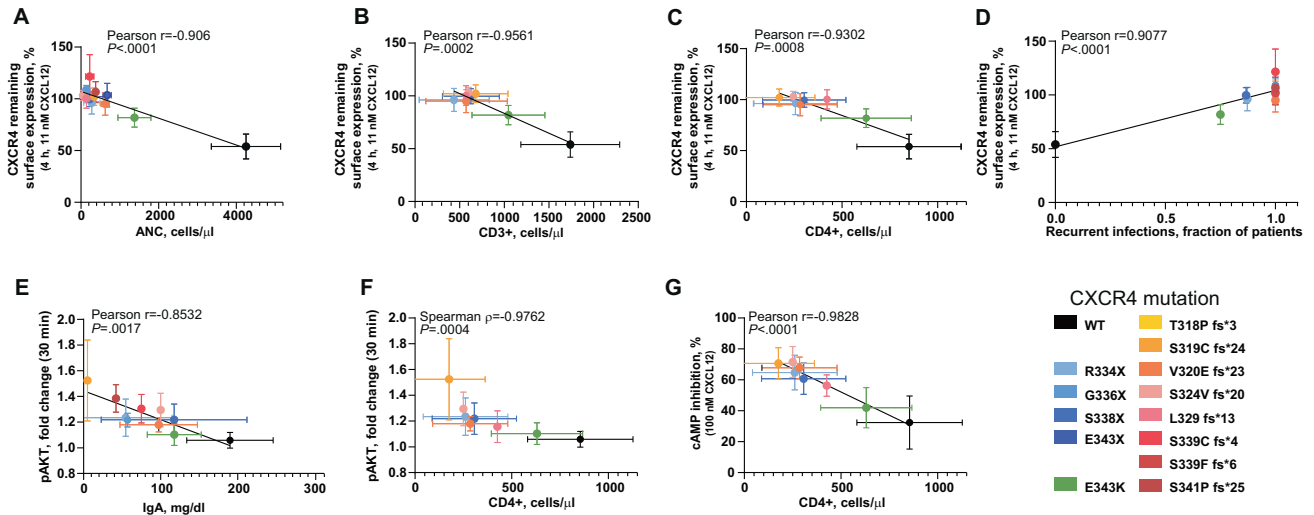 A
Pearson r=-0.906
P<.0001
CXCR4 remaining
surface expression, %
(4 h, 11 nM CXCL12)
150
100
50
0
0 2000 4000
ANC, cells/μl
B
Pearson r=-0.9561
P=.0002
CXCR4 remaining
surface expression, %
(4 h, 11 nM CXCL12)
150
100
50
0
0 500 1000 1500 2000 2500
CD3+, cells/μl
C
Pearson r=-0.9302
P=.0008
CXCR4 remaining
surface expression, %
(4 h, 11 nM CXCL12)
150
100
50
0
0 500 1000
CD4+, cells/μl
D
Pearson r=0.9077
P<.0001
CXCR4 remaining
surface expression, %
(4 h, 11 nM CXCL12)
150
100
50
0
0.0 0.5 1.0
Recurrent infections, fraction of patients
E
Pearson r=-0.8532
P=.0017
pAKT, fold change (30 min)
2.0
1.8
1.6
1.4
1.2
1.0
0.8
0 100 200 300
IgA, mg/dl
F
Spearman ρ=-0.9762
P=.0004
pAKT, fold change (30 min)
2.0
1.8
1.6
1.4
1.2
1.0
0.8
0 500 1000
CD4+, cells/μl
G
Pearson r=-0.9828
P<.0001
cAMP inhibition, %
(100 nM CXCL12)
100
80
60
40
20
0
0 500 1000
CD4+, cells/μl
CXCR4 mutation
WT
R334X
G336X
S338X
E343X
E343K
T318P fs*3
S319C fs*24
V320E fs*23
S324V fs*20
L329 fs*13
S339C fs*4
S339F fs*6
S341P fs*25